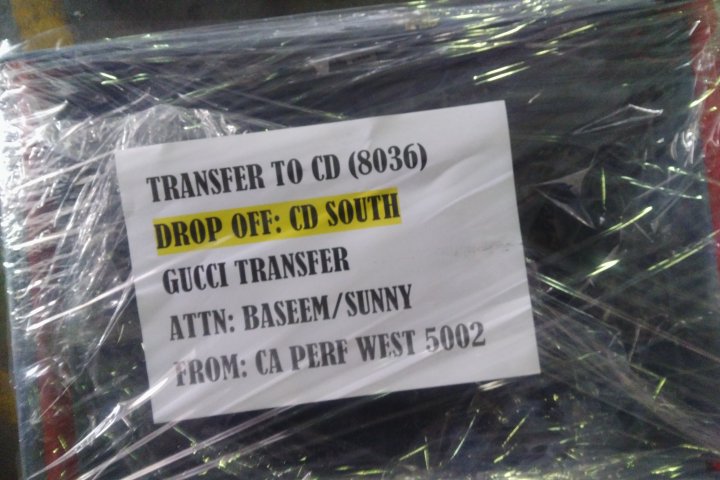 TRANSFER TO CD (8036)
DROP OFF: CD SOUTH
GUCCI TRANSFER
ATTN: BASEEM/SUNNY
FROM: CA PERF WEST 5002